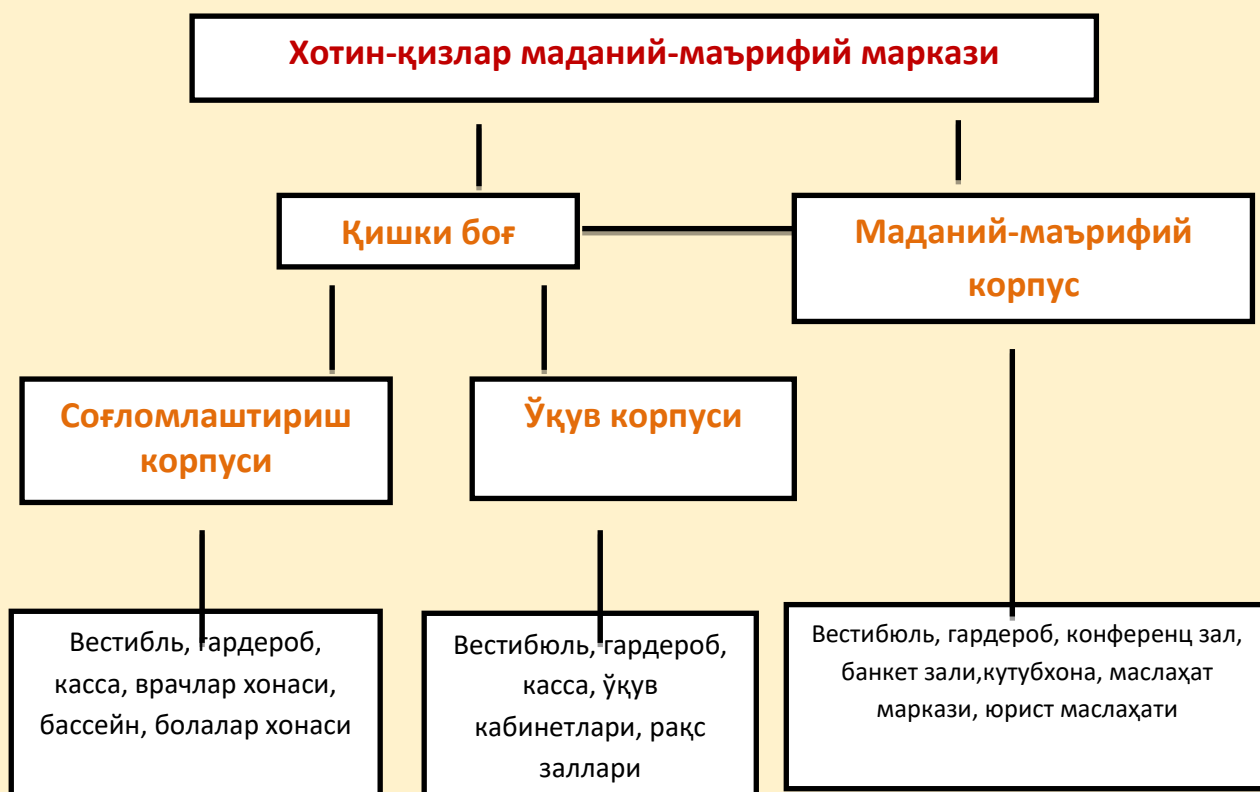 Хотин-қизлар маданий-маърифий маркази
Қишки боғ
Маданий-маърифий
корпус
Соғломлаштириш
корпуси
Ўқув корпуси
Вестибль, гардероб,
касса, врачлар хонаси,
бассейн, болалар хонаси
Вестибюль, гардероб,
касса, ўқув
кабинетлари, рақс
заллари
Вестибюль, гардероб, конференц зал,
банкет зали,кутубхона, маслаҳат
маркази, юрист маслаҳати